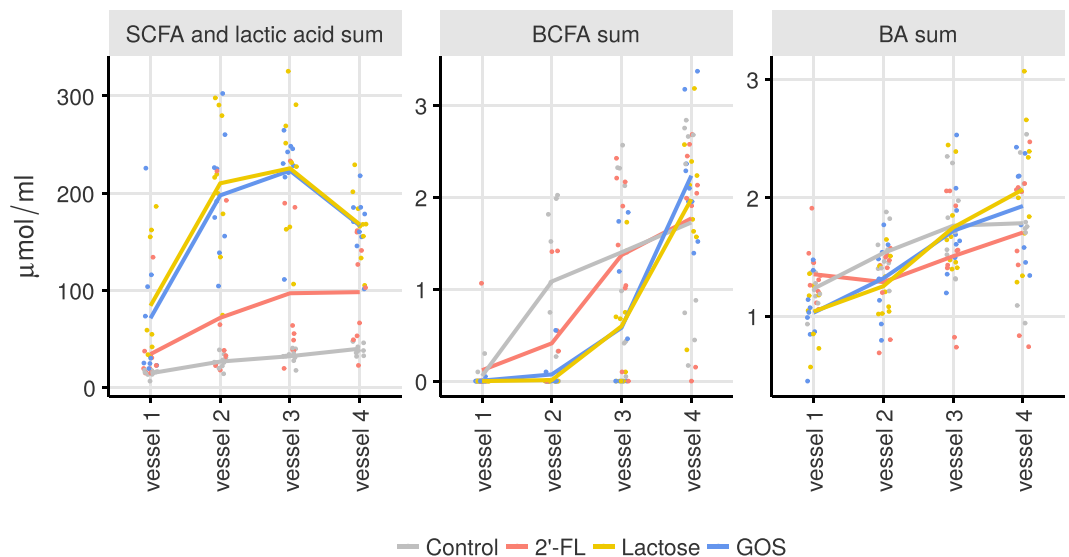 SCFA and lactic acid sum
BCFA sum
BA sum
μmol/ml
300
200
100
0
3
2
1
0
3
2
1
vessel 1
vessel 2
vessel 3
vessel 4
vessel 1
vessel 2
vessel 3
vessel 4
vessel 1
vessel 2
vessel 3
vessel 4
Control 2'-FL Lactose GOS